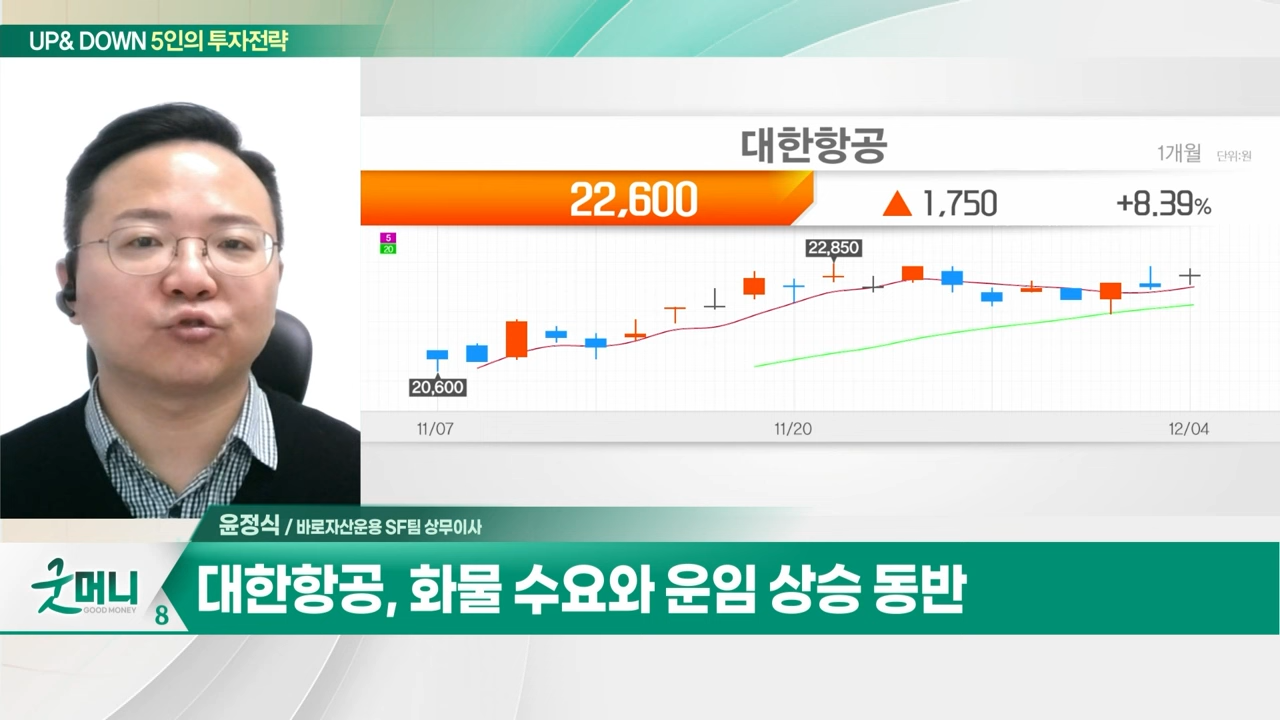 UP& DOWN 5인의 투자전략
대한항공
1개월 단위:원
22,600 ▲ 1,750 +8.39%
5
20
22,850
20,600
11/07 11/20 12/04
윤정식 / 바로자산운용 SF팀 상무이사
굿머니
GOOD MONEY
8
대한항공, 화물 수요와 운임 상승 동반